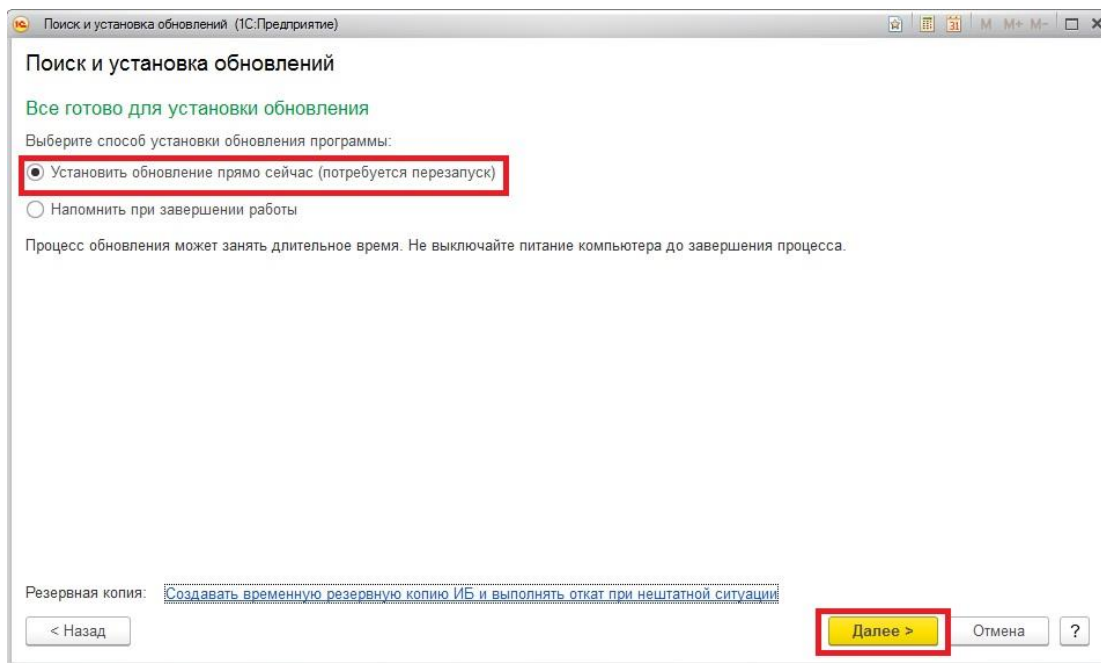 Поиск и установка обновлений (1С:Предприятие)
31 M M+ M-
Поиск и установка обновлений
Все готово для установки обновления
Выберите способ установки обновления программы:
Установить обновление прямо сейчас (потребуется перезапуск)
Напомнить при завершении работы
Процесс обновления может занять длительное время. Не выключайте питание компьютера до завершения процесса.
Резервная копия: Создавать временную резервную копию ИБ и выполнять откат при нештатной ситуации
< Назад Далее > Отмена ?